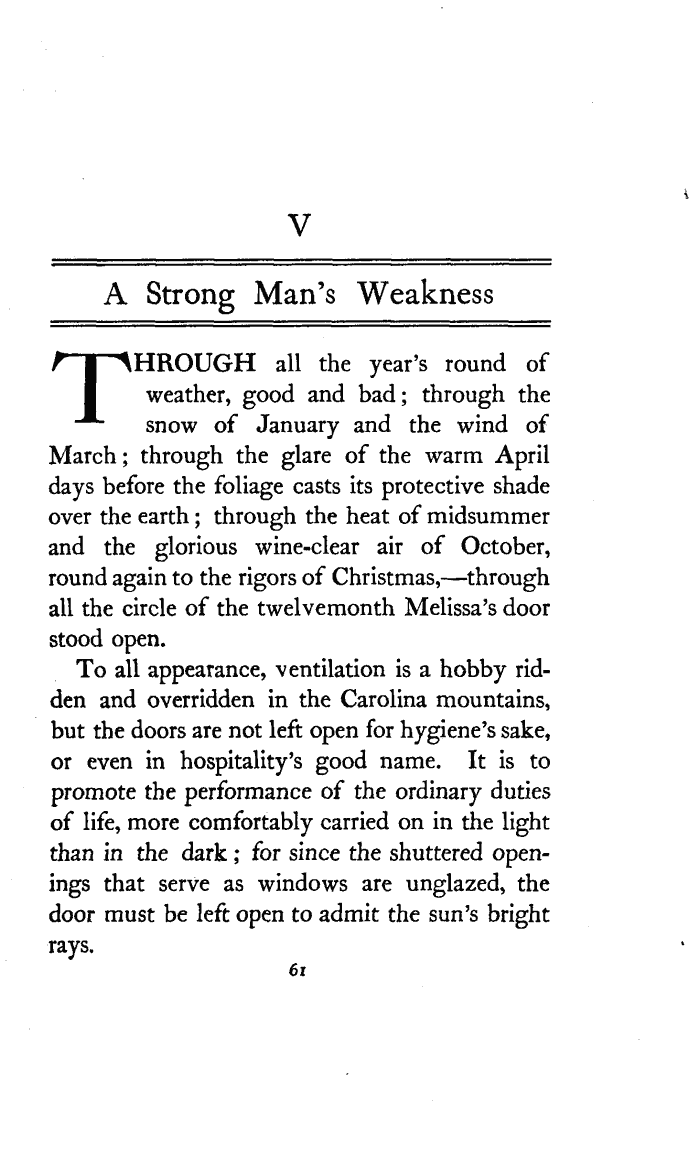 V
A Strong Man's Weakness
THROUGH all the year's round of
weather, good and bad; through the
snow of January and the wind of
March; through the glare of the warm April
days before the foliage casts its protective shade
over the earth; through the heat of midsummer
and the glorious wine-clear air of October,
round again to the rigors of Christmas,—through
all the circle of the twelvemonth Melissa's door
stood open.
To all appearance, ventilation is a hobby rid-
den and overridden in the Carolina mountains,
but the doors are not left open for hygiene's sake,
or even in hospitality's good name. It is to
promote the performance of the ordinary duties
of life, more comfortably carried on in the light
than in the dark; for since the shuttered open-
ings that serve as windows are unglazed, the
door must be left open to admit the sun's bright
rays.
61